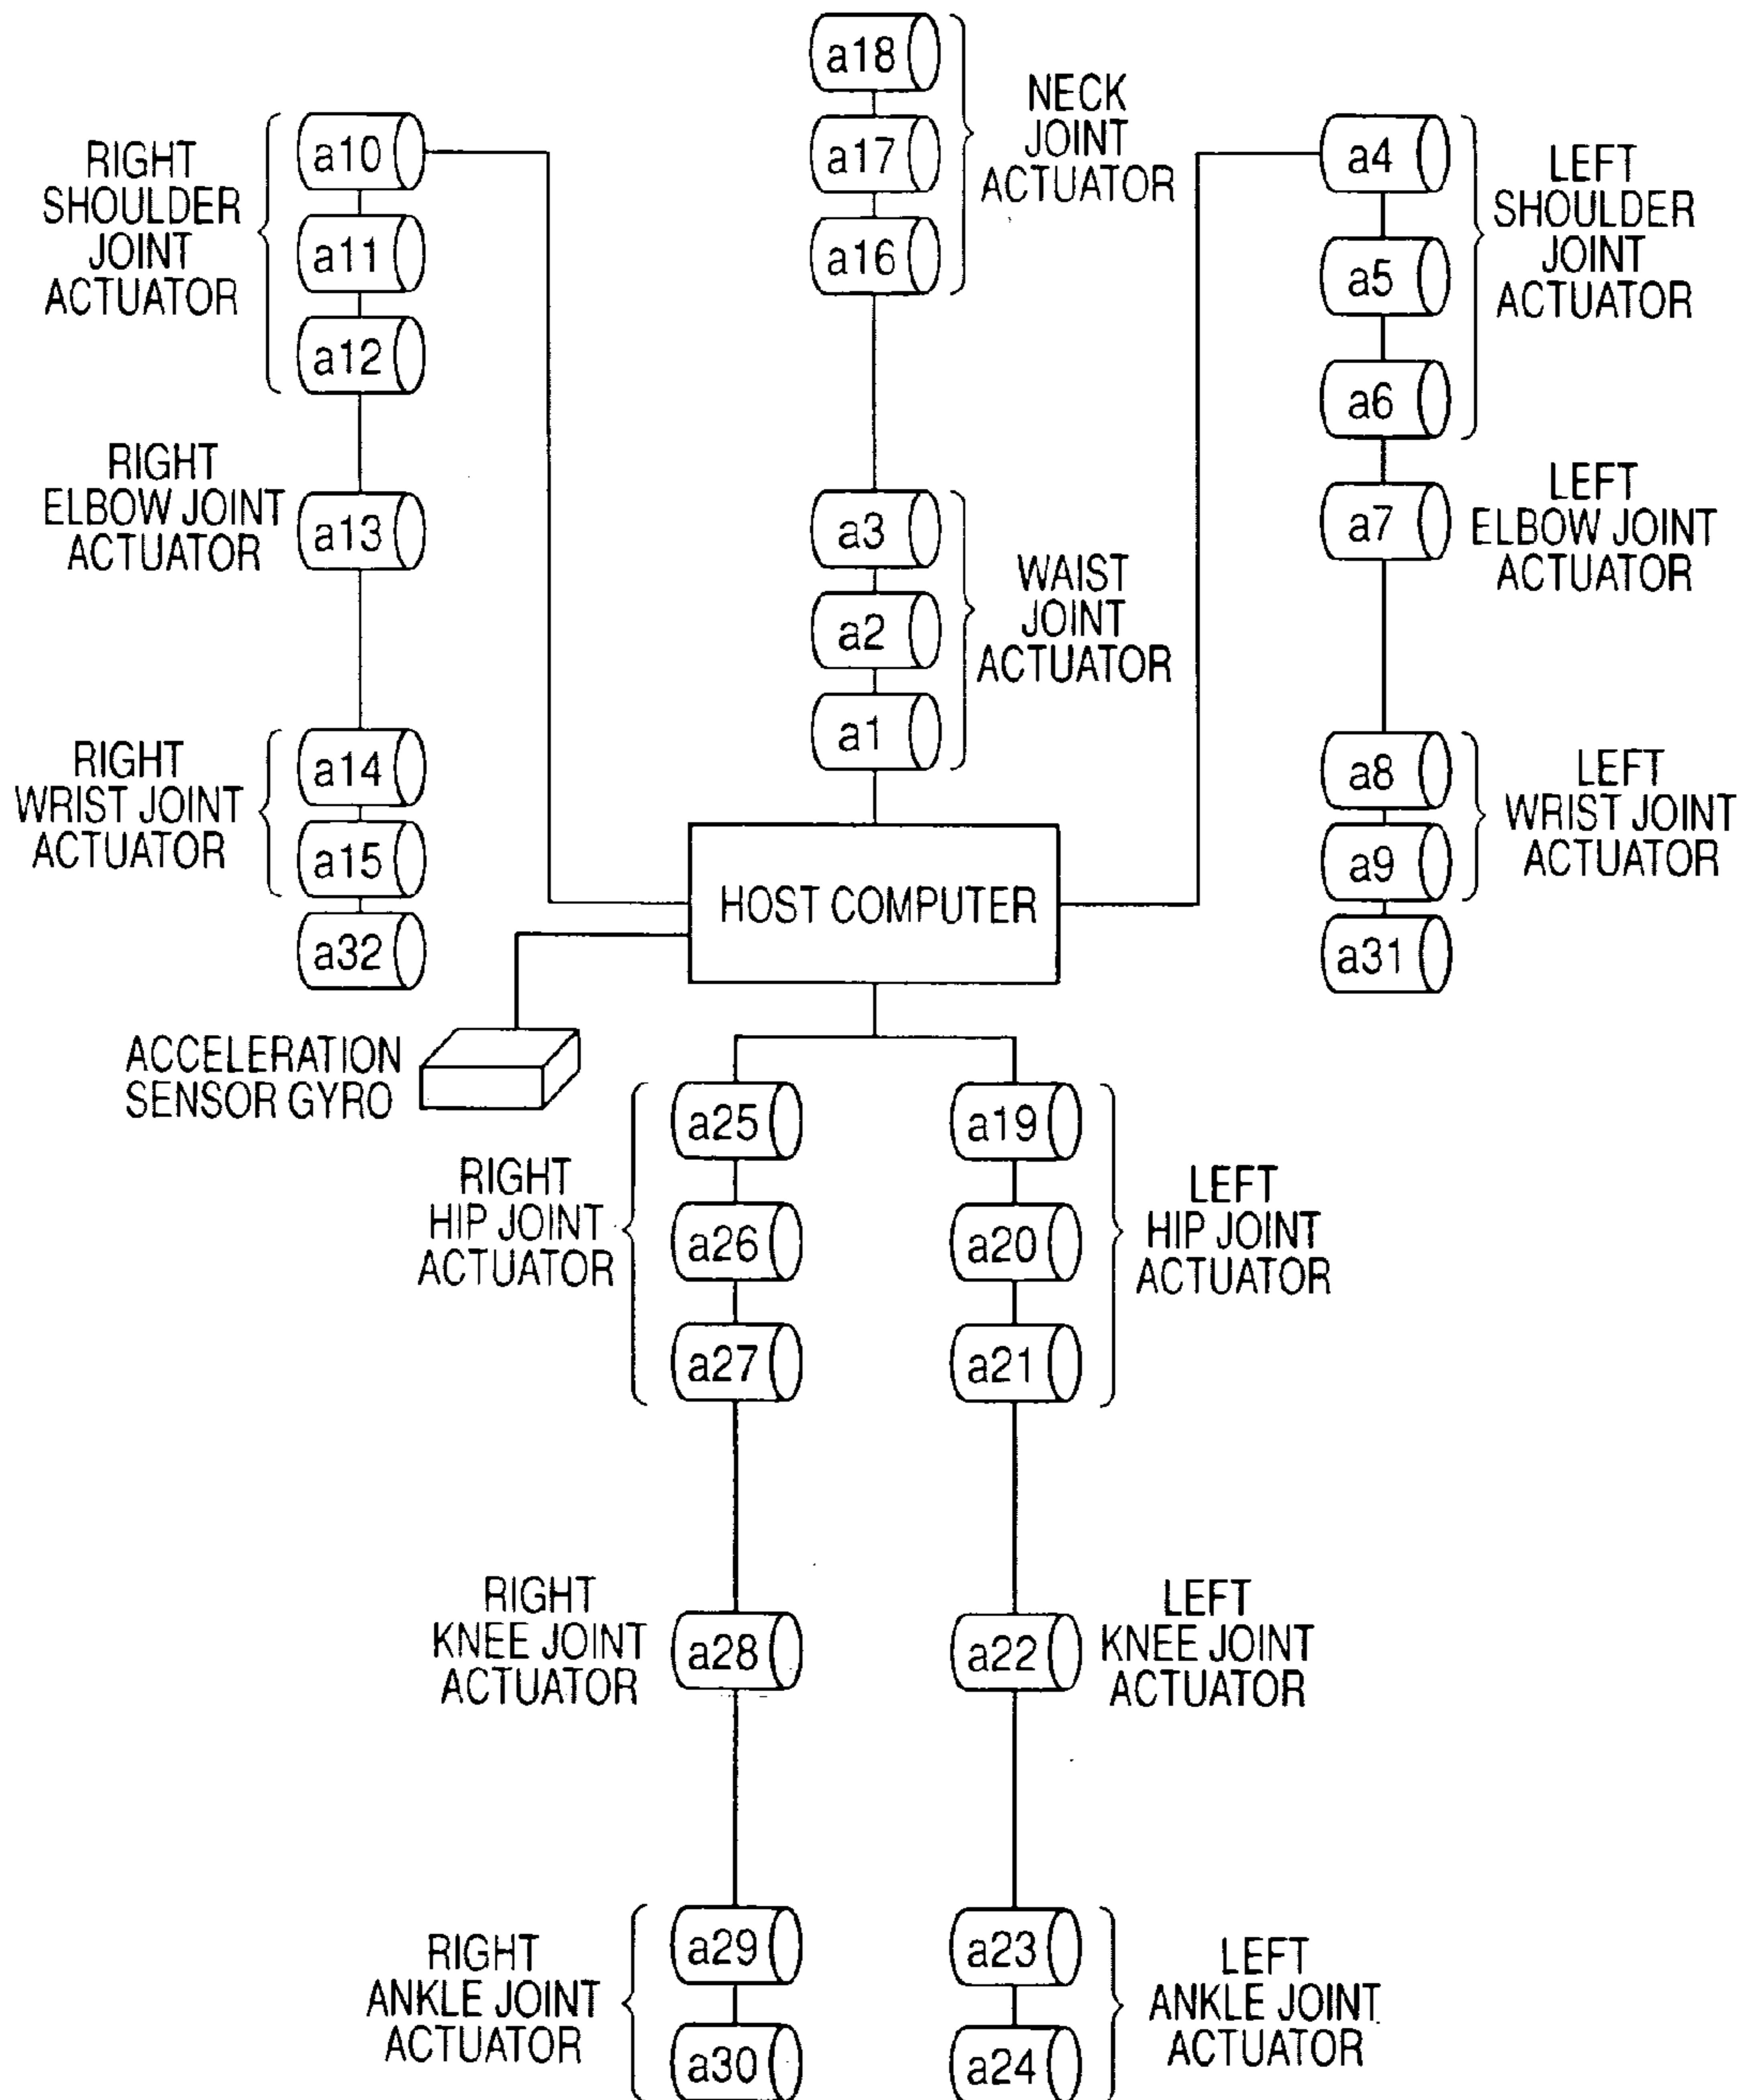 a18
a17
a16
NECK
JOINT
ACTUATOR
RIGHT
SHOULDER
JOINT
ACTUATOR
a10
a11
a12
a4
a5
a6
LEFT
SHOULDER
JOINT
ACTUATOR
RIGHT
ELBOW JOINT
ACTUATOR
a13
a3
a2
a1
WAIST
JOINT
ACTUATOR
a7
LEFT
ELBOW JOINT
ACTUATOR
RIGHT
WRIST JOINT
ACTUATOR
a14
a15
a32
HOST COMPUTER
a8
a9
a31
LEFT
WRIST JOINT
ACTUATOR
ACCELERATION
SENSOR GYRO
RIGHT
HIP JOINT
ACTUATOR
a25
a26
a27
a19
a20
a21
LEFT
HIP JOINT
ACTUATOR
RIGHT
KNEE JOINT
ACTUATOR
a28
a22
LEFT
KNEE JOINT
ACTUATOR
RIGHT
ANKLE JOINT
ACTUATOR
a29
a30
a23
a24
LEFT
ANKLE JOINT
ACTUATOR